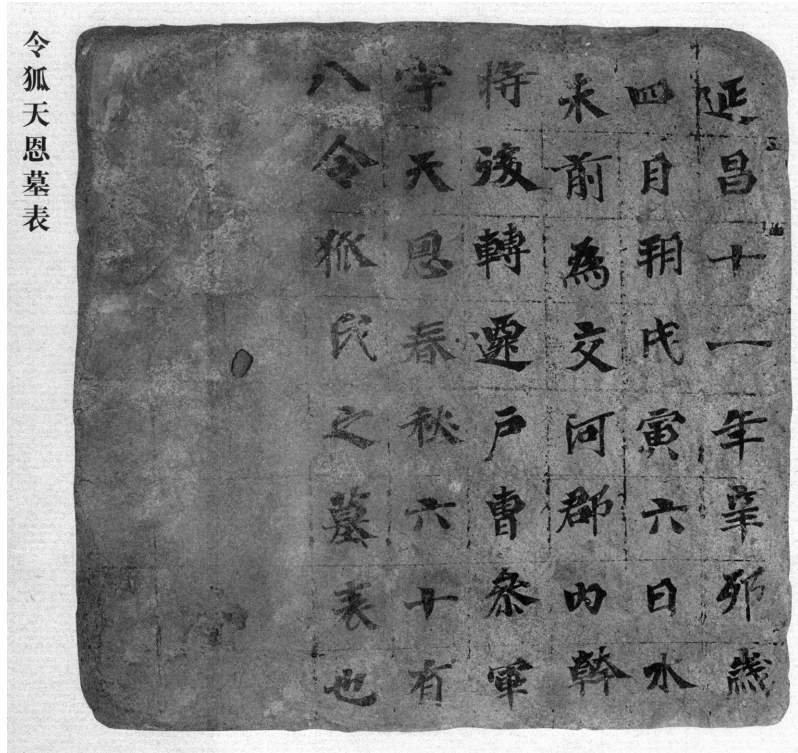 延昌十一年辛卯歲
四月朔戊寅六日水
未前為交河郡內幹
將後轉遷戶曹參軍
字天恩春秋六十有
八令狐氏之墓表也
令狐天恩墓表